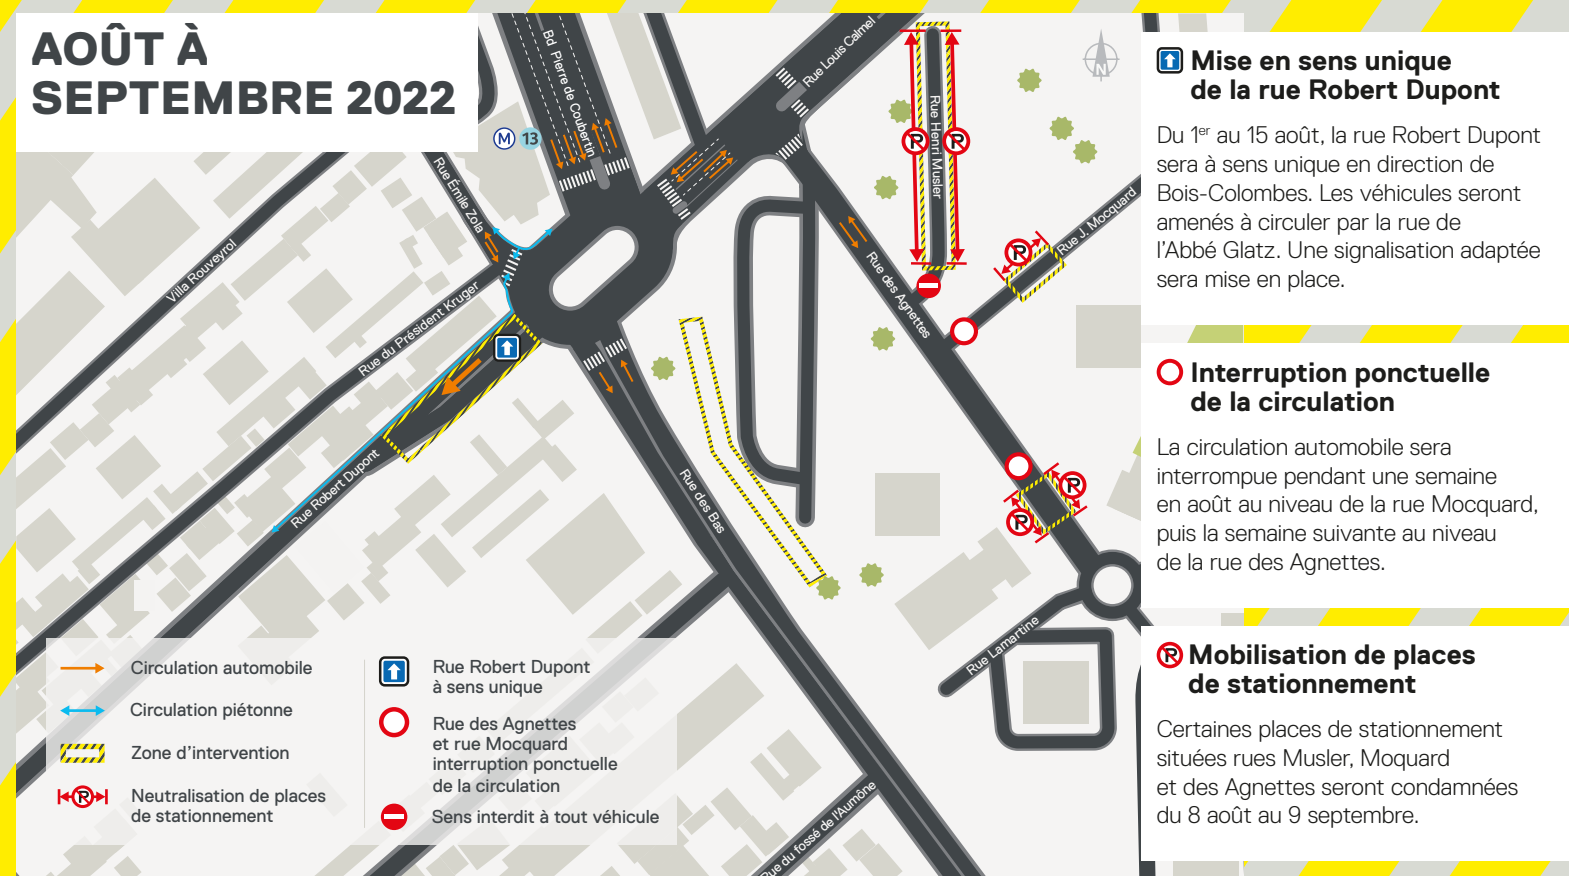 AOÛT À
SEPTEMBRE 2022
Bd Pierre de Coubertin
Rue Louis Calmel
M 13
Rue Émile Zola
Rue Henri Musler
Rue J. Mocquard
Villa Rouveyrol
Rue du Président Kruger
Rue des Agnettes
Rue Robert Dupont
Rue des Bas
Rue Lamartine
Rue du fossé de l'Aumône
N
P
P
P
P
P
Circulation automobile
Circulation piétonne
Zone d'intervention
P
Neutralisation de places
de stationnement
Rue Robert Dupont
à sens unique
Rue des Agnettes
et rue Mocquard
interruption ponctuelle
de la circulation
Sens interdit à tout véhicule
Mise en sens unique
de la rue Robert Dupont
Du 1er au 15 août, la rue Robert Dupont
sera à sens unique en direction de
Bois-Colombes. Les véhicules seront
amenés à circuler par la rue de
l'Abbé Glatz. Une signalisation adaptée
sera mise en place.
Interruption ponctuelle
de la circulation
La circulation automobile sera
interrompue pendant une semaine
en août au niveau de la rue Mocquard,
puis la semaine suivante au niveau
de la rue des Agnettes.
P Mobilisation de places
de stationnement
Certaines places de stationnement
situées rues Musler, Moquard
et des Agnettes seront condamnées
du 8 août au 9 septembre.